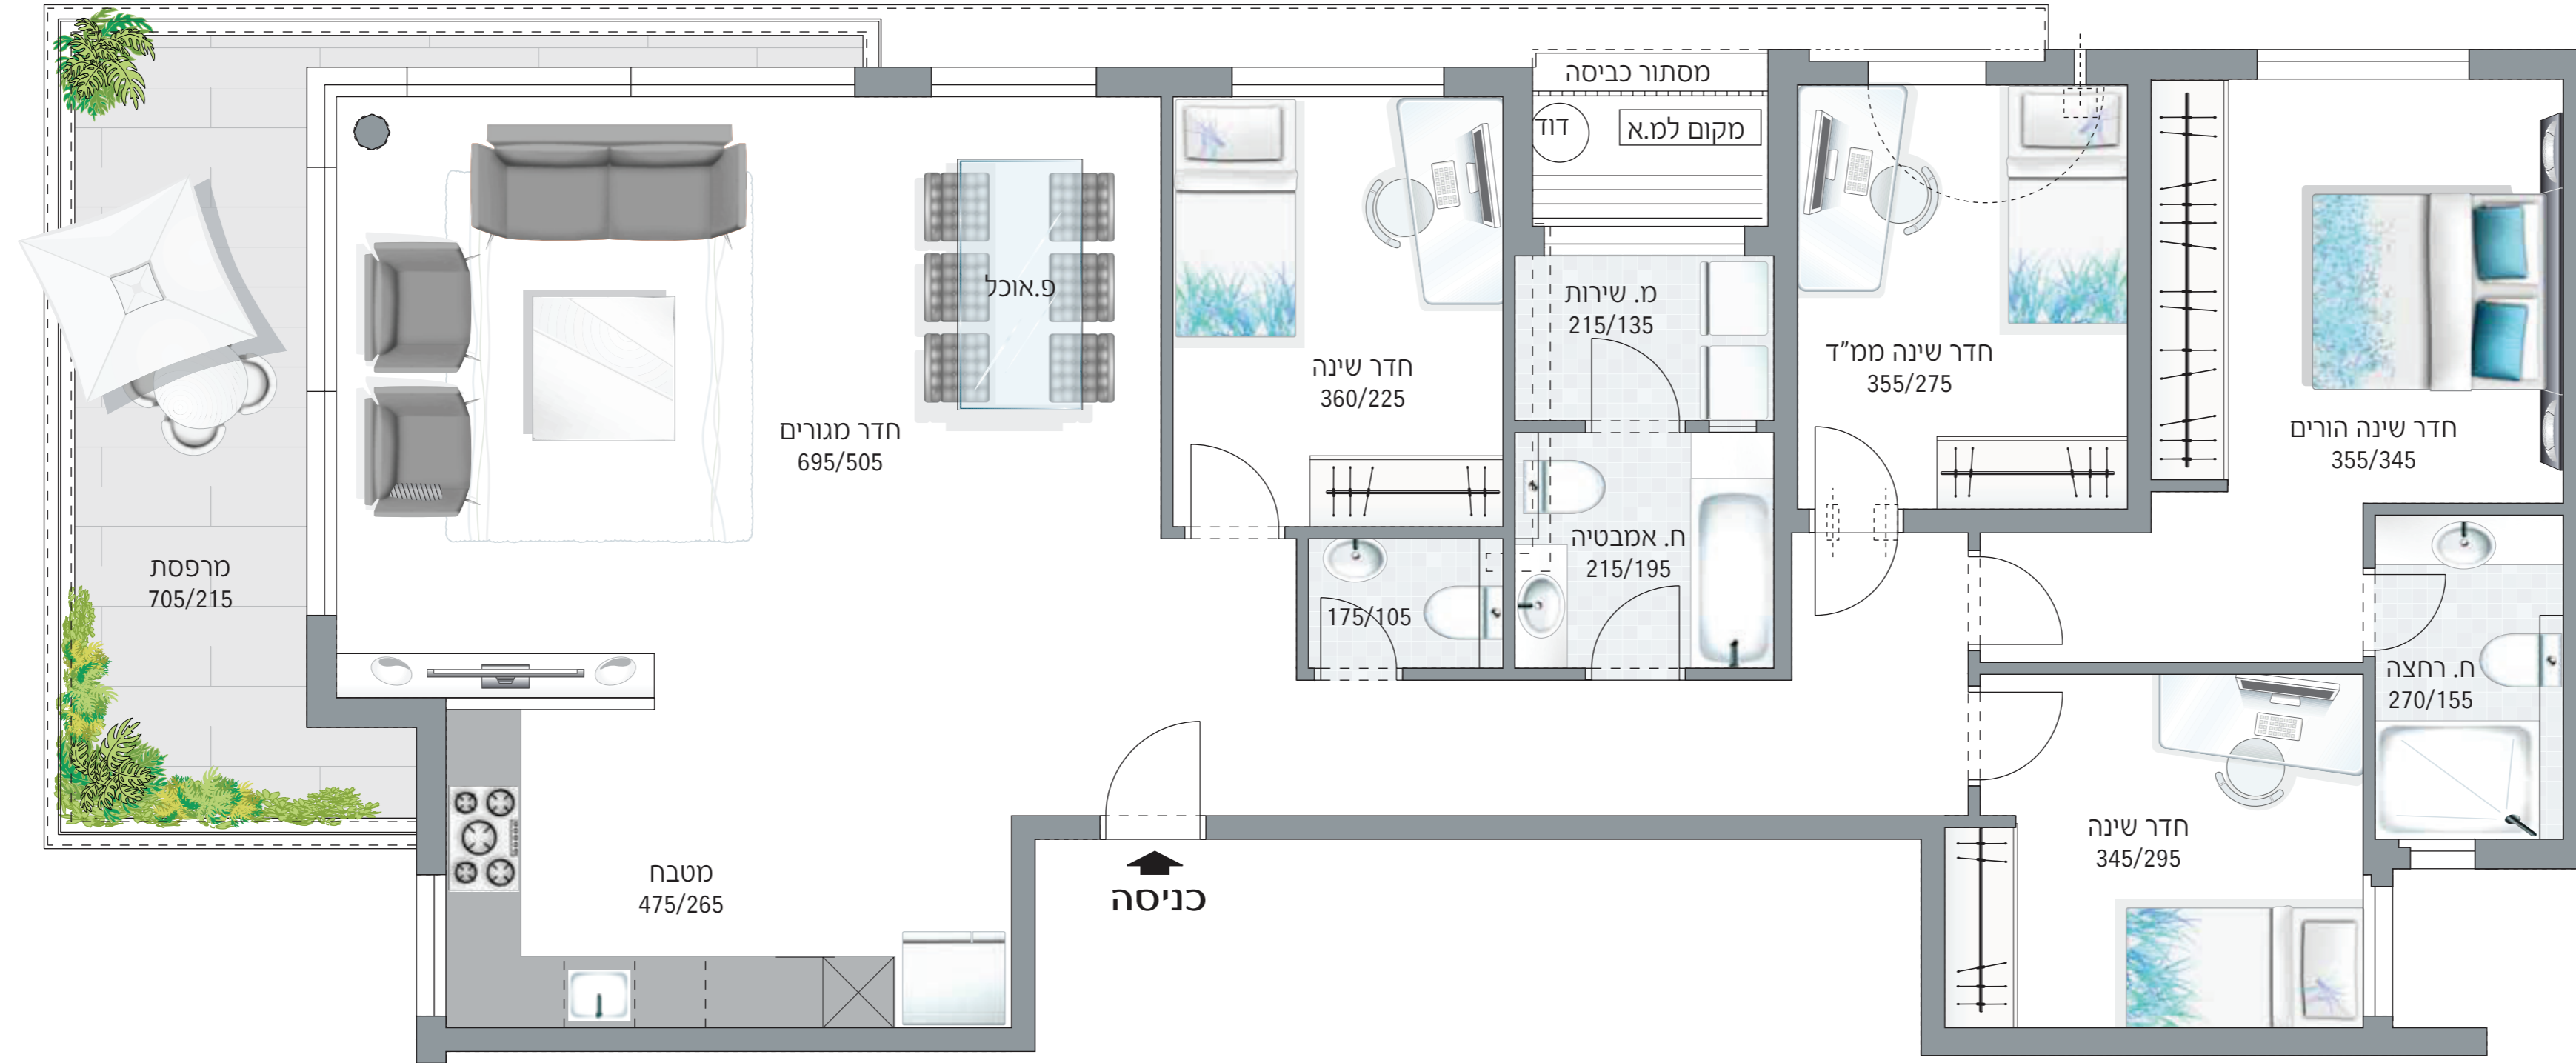 מסתור כביסה
דוד
מקום למ.א
פ.אוכל
מ. שירות
215/135
חדר שינה ממ״ד
355/275
חדר שינה
360/225
חדר שינה הורים
355/345
חדר מגורים
695/505
ח. אמבטיה
215/195
מרפסת
705/215
175/105
ח. רחצה
270/155
חדר שינה
345/295
מטבח
475/265
כניסה